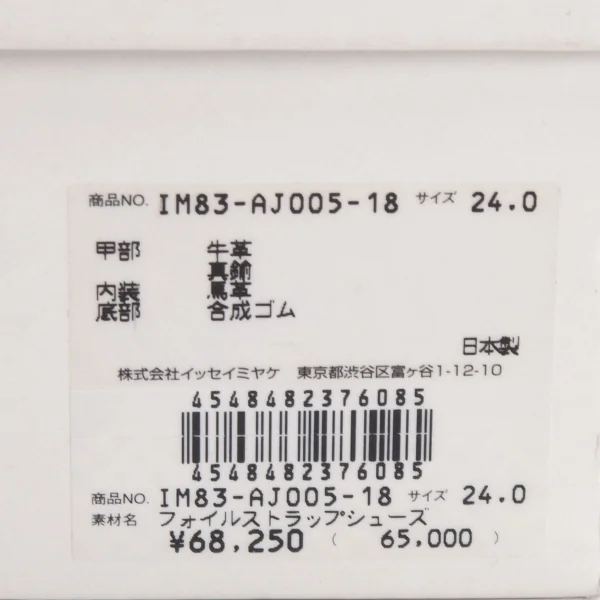 商品NO. IM83-AJ005-18 サイズ 24.0
甲部 牛革
真鍮
内装 馬革
底部 合成ゴム
日本製
株式会社イッセイミヤケ 東京都渋谷区富ヶ谷1-12-10
4548482376085
4548482376085
商品NO. IM83-AJ005-18 サイズ 24.0
素材名 フォイルストラップシューズ
¥68,250 ( 65,000 )